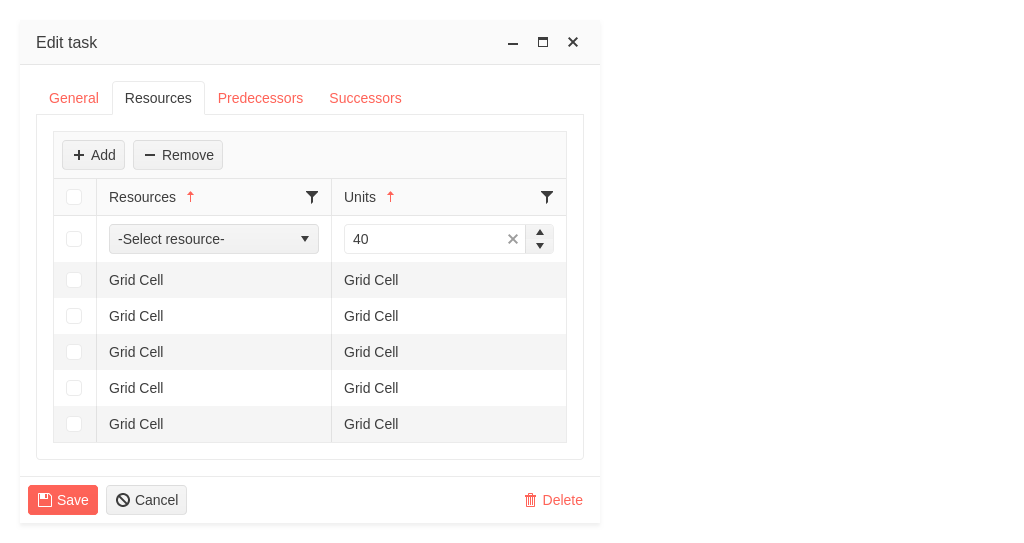 Edit task
General Resources Predecessors Successors
Add Remove
Resources Units
-Select resource- 40
Grid Cell Grid Cell
Grid Cell Grid Cell
Grid Cell Grid Cell
Grid Cell Grid Cell
Grid Cell Grid Cell
Save Cancel Delete